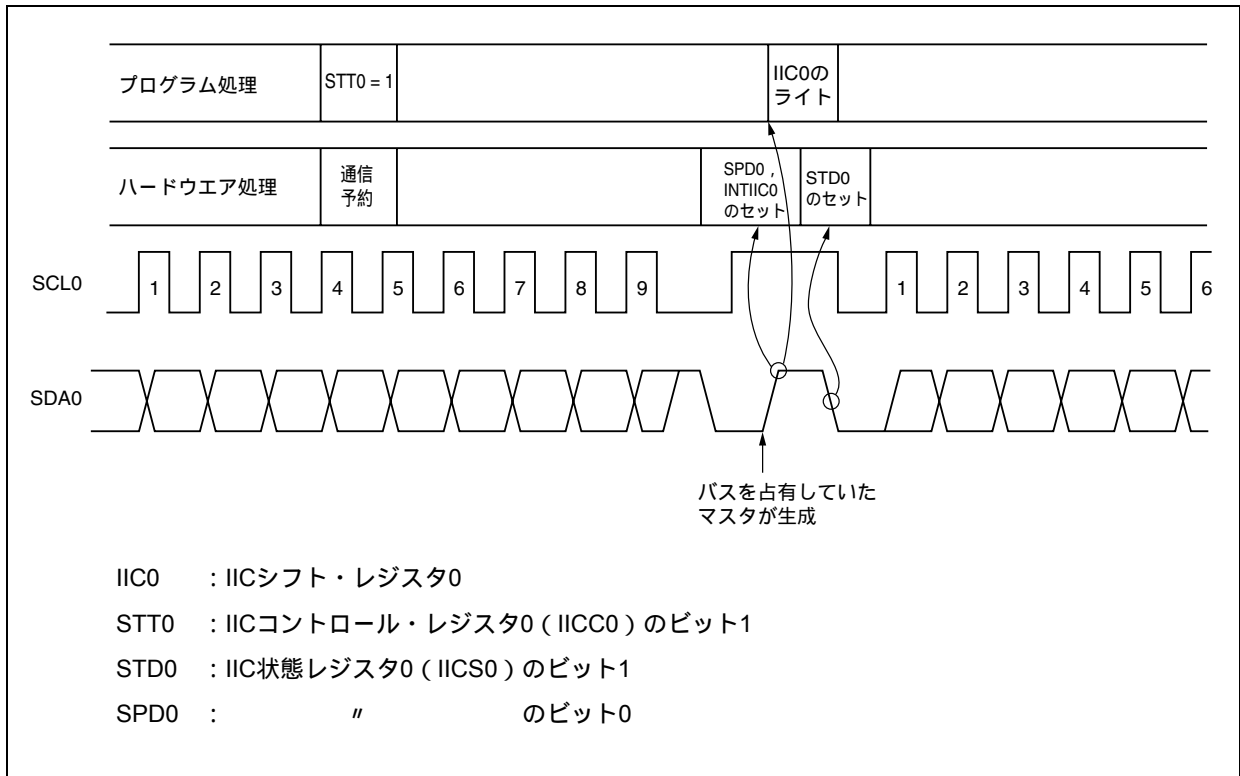 プログラム処理
STT0 = 1
IIC0の
ライト
ハードウエア処理
通信
予約
SPD0 ,
INTIIC0
のセット
STD0
のセット
SCL0
1 2 3 4 5 6 7 8 9 1 2 3 4 5 6
SDA0
バスを占有していた
マスタが生成
IIC0 : IICシフト・レジスタ0
STT0 : IICコントロール・レジスタ0 ( IICC0 ) のビット1
STD0 : IIC状態レジスタ0 ( IICS0 ) のビット1
SPD0 : 〃 のビット0